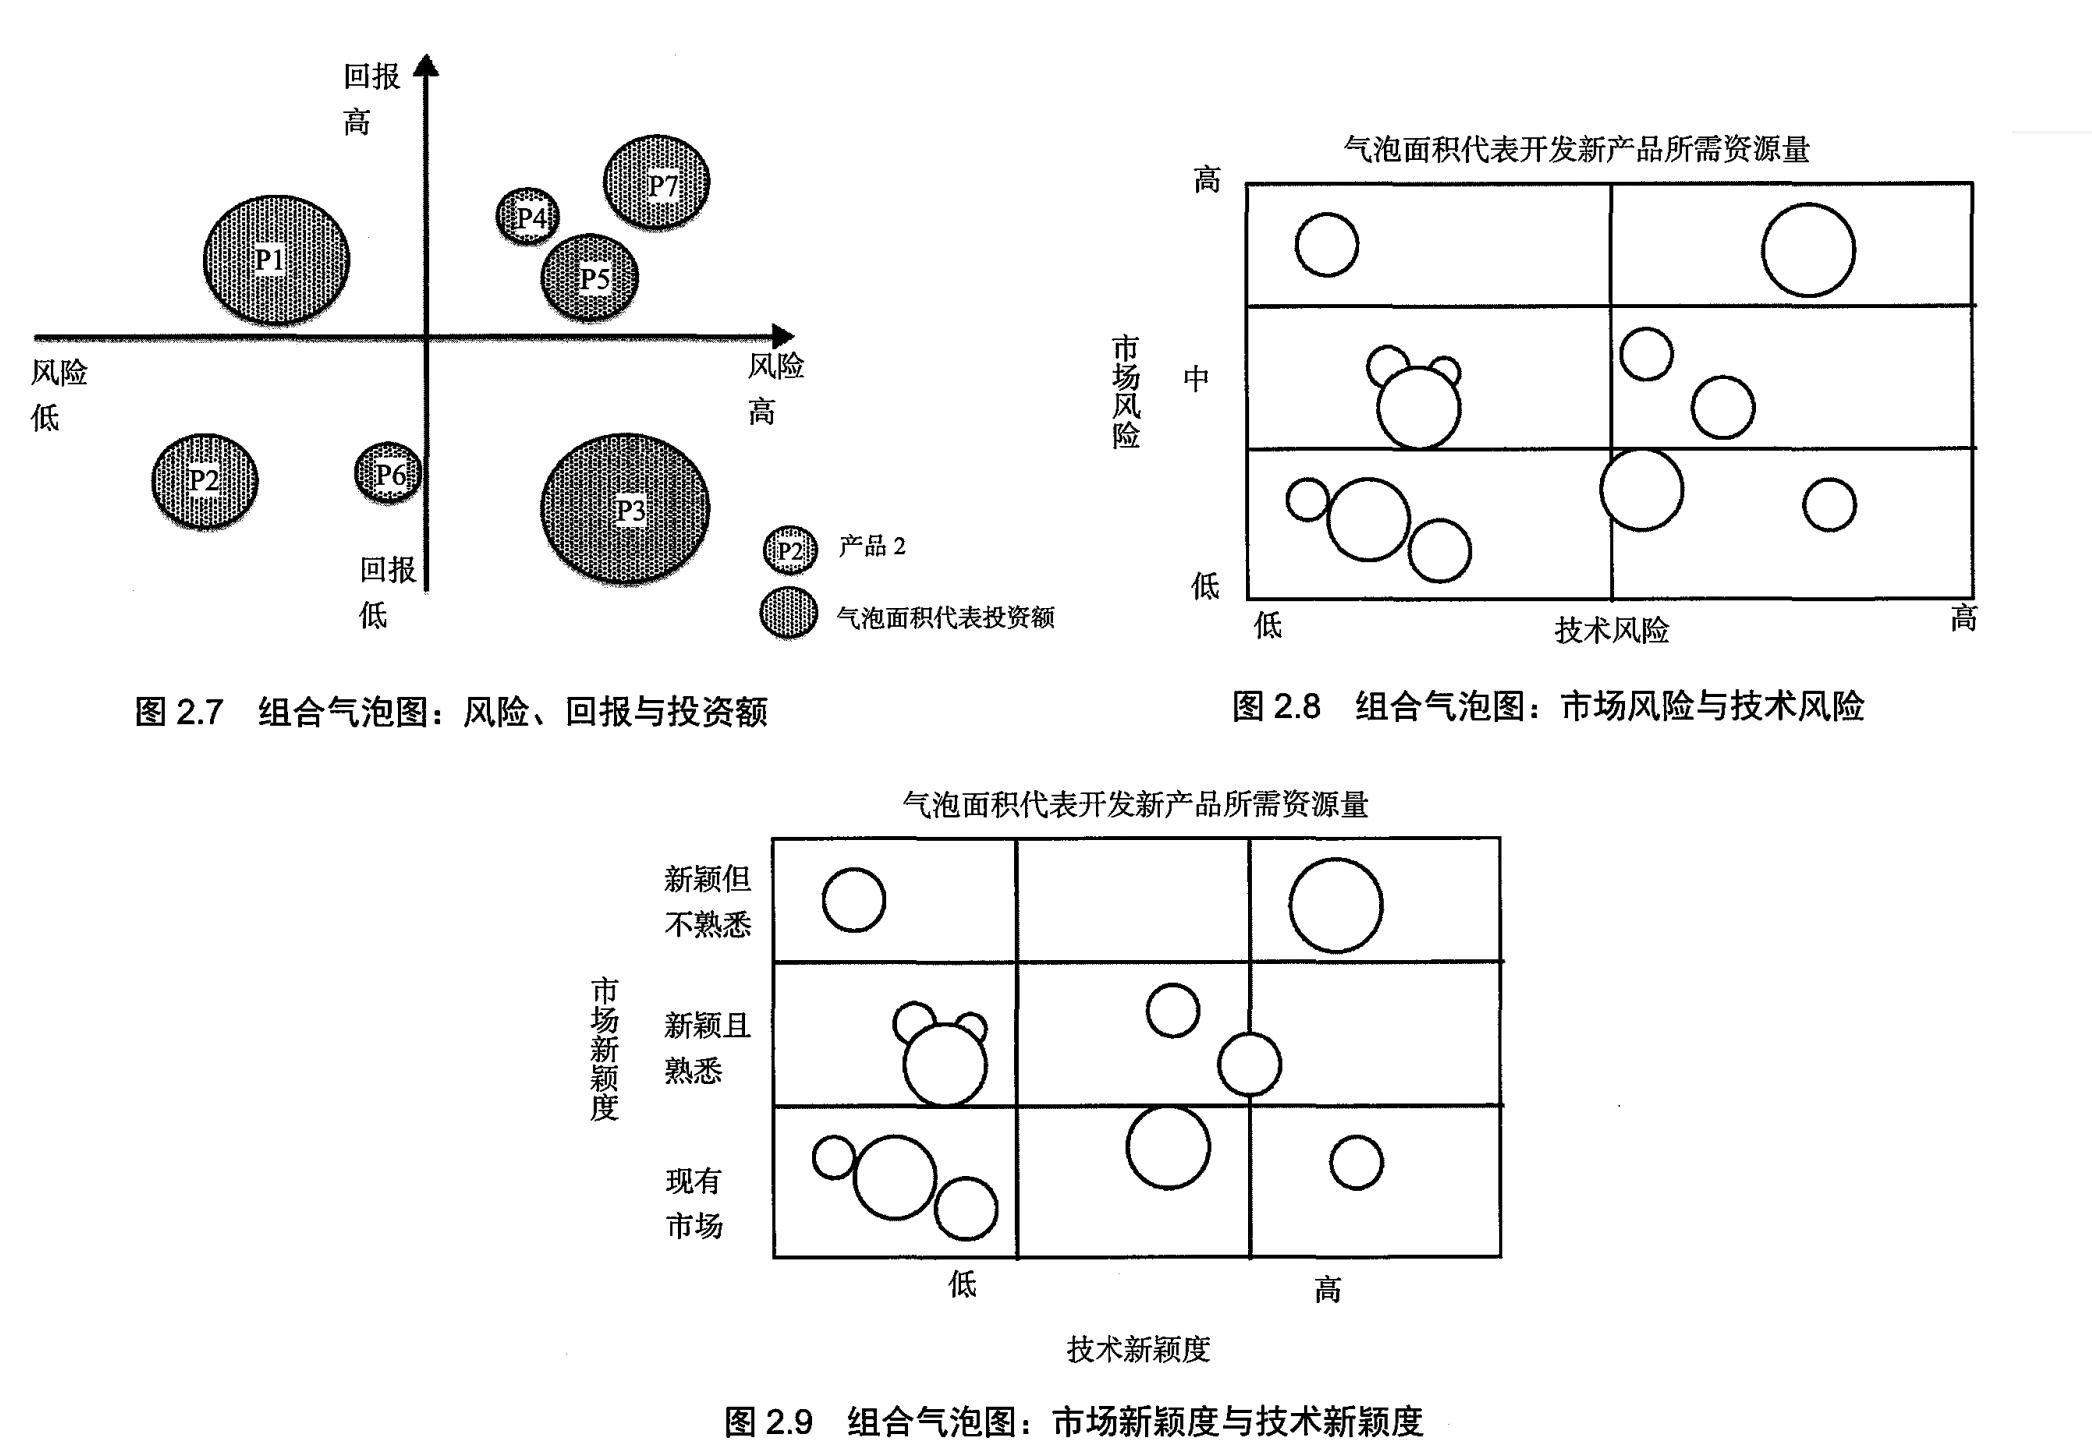 回报
高
P7
P4
P1
P5
风险
低
风险
高
P2
P6
P3
回报
低
P2 产品 2
气泡面积代表投资额
图 2.7 组合气泡图：风险、回报与投资额
气泡面积代表开发新产品所需资源量
高
市场风险
中
低
低
技术风险
高
图 2.8 组合气泡图：市场风险与技术风险
气泡面积代表开发新产品所需资源量
新颖但
不熟悉
市场新颖度
新颖且
熟悉
现有
市场
低
高
技术新颖度
图 2.9 组合气泡图：市场新颖度与技术新颖度